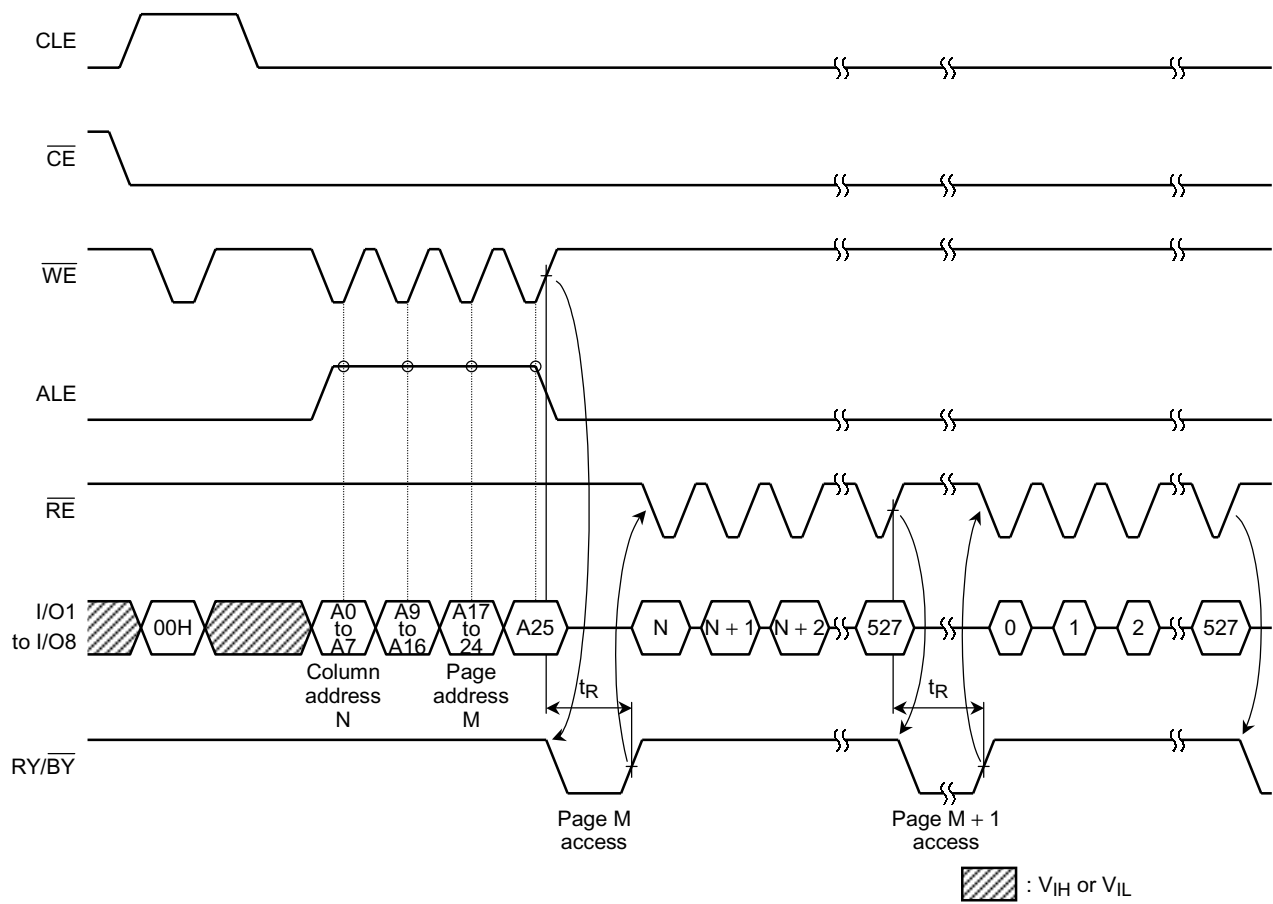 CLE
CE
WE
ALE
RE
I/O1
to I/O8
00H
A0
to
A7
A9
to
A16
A17
to
24
A25
N
N + 1
N + 2
527
0
1
2
527
Column
address
N
Page
address
M
tR
tR
RY/BY
Page M
access
Page M + 1
access
: VIH or VIL